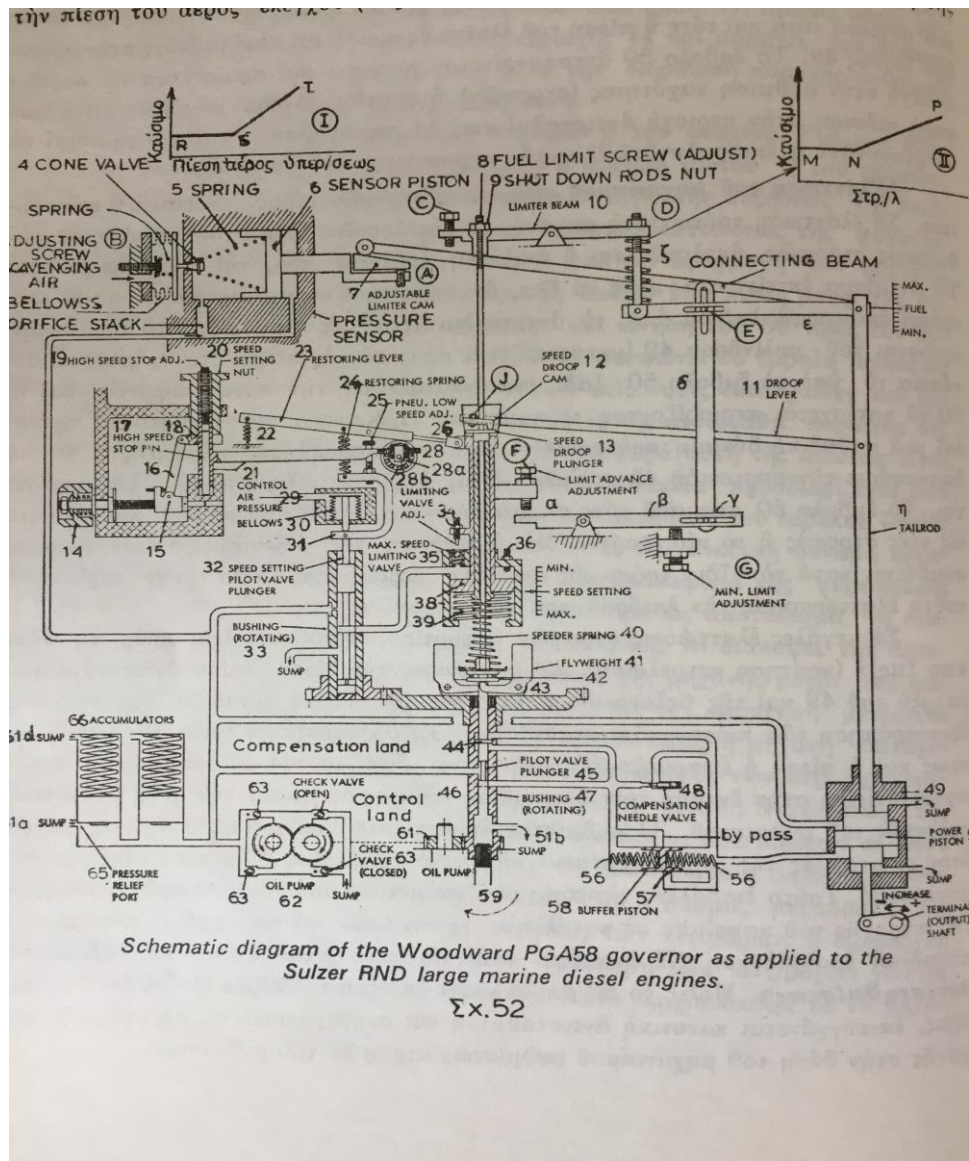 τὴν πίεση του ἀέρος
T.
I
Καύσιμο
R
S
Πίεση ἀέρος ὑπερ/σεως
P
Καύσιμο
M N
II
Στρ./λ
4 CONE VALVE
5 SPRING
6 SENSOR PISTON
8 FUEL LIMIT SCREW (ADJUST)
9 SHUT DOWN RODS NUT
C
LIMITER BEAM 10
D
SPRING
ζ
CONNECTING BEAM
ADJUSTING B
SCREW
SCAVENGING
AIR
A
7
ADJUSTABLE
LIMITER CAM
MAX.
FUEL
MIN.
BELLOWSS
ORIFICE STACK
PRESSURE
SENSOR
E
ε
19 HIGH SPEED STOP ADJ.
20 SPEED
SETTING
NUT
23 RESTORING LEVER
24 RESTORING SPRING
25 PNEU. LOW
SPEED ADJ.
J
SPEED 12
DROOP
CAM
δ
11 DROOP
LEVER
17
18
HIGH SPEED
STOP PIN
16
22
21
26
28
28a
28b
SPEED 13
DROOP
PLUNGER
F
LIMIT ADVANCE
ADJUSTMENT
CONTROL
AIR 29
PRESSURE
BELLOWS 30
LIMITING
VALVE
ADJ.
34
α
β
γ
η
TAILROD
14
15
31
MAX. SPEED 35
LIMITING
VALVE
36
G
MIN. LIMIT
ADJUSTMENT
32 SPEED SETTING
PILOT VALVE
PLUNGER
38
39
MIN.
SPEED SETTING
MAX.
BUSHING
(ROTATING)
33
SUMP
SPEEDER SPRING 40
FLYWEIGHT 41
42
43
66 ACCUMULATORS
61d SUMP
Compensation land
44
PILOT VALVE
PLUNGER 45
63 CHECK VALVE
(OPEN)
Control 46
land
BUSHING 47
(ROTATING)
48
COMPENSATION
NEEDLE VALVE
49
SUMP
51a SUMP
61
51b
SUMP
by pass
POWER
PISTON
65 PRESSURE
RELIEF
PORT
CHECK
VALVE 63
(CLOSED)
OIL PUMP
63
OIL PUMP
62
SUMP
59
56
57
56
58 BUFFER PISTON
SUMP
INCREASE
- +
TERMINAL
(OUTPUT)
SHAFT
Schematic diagram of the Woodward PGA58 governor as applied to the
Sulzer RND large marine diesel engines.
Σχ.52